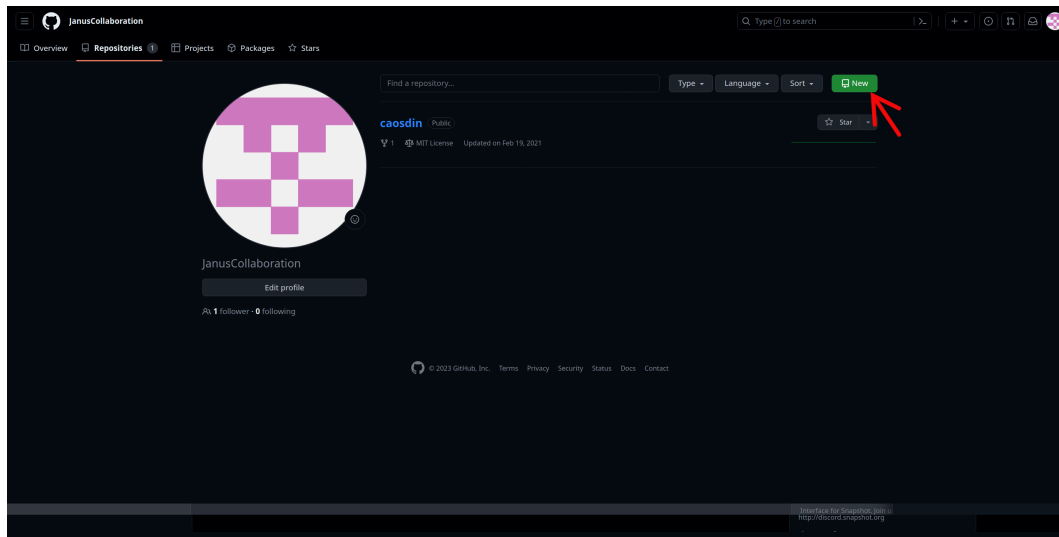 JanusCollaboration
Type / to search
Overview Repositories 1 Projects Packages Stars
Find a repository...
Type Language Sort New
caosdin Public
Star
1 MIT License Updated on Feb 19, 2021
JanusCollaboration
Edit profile
1 follower · 0 following
© 2023 GitHub, Inc. Terms Privacy Security Status Docs Contact
Interface for Snapshot. Join u
http://discord.snapshot.org